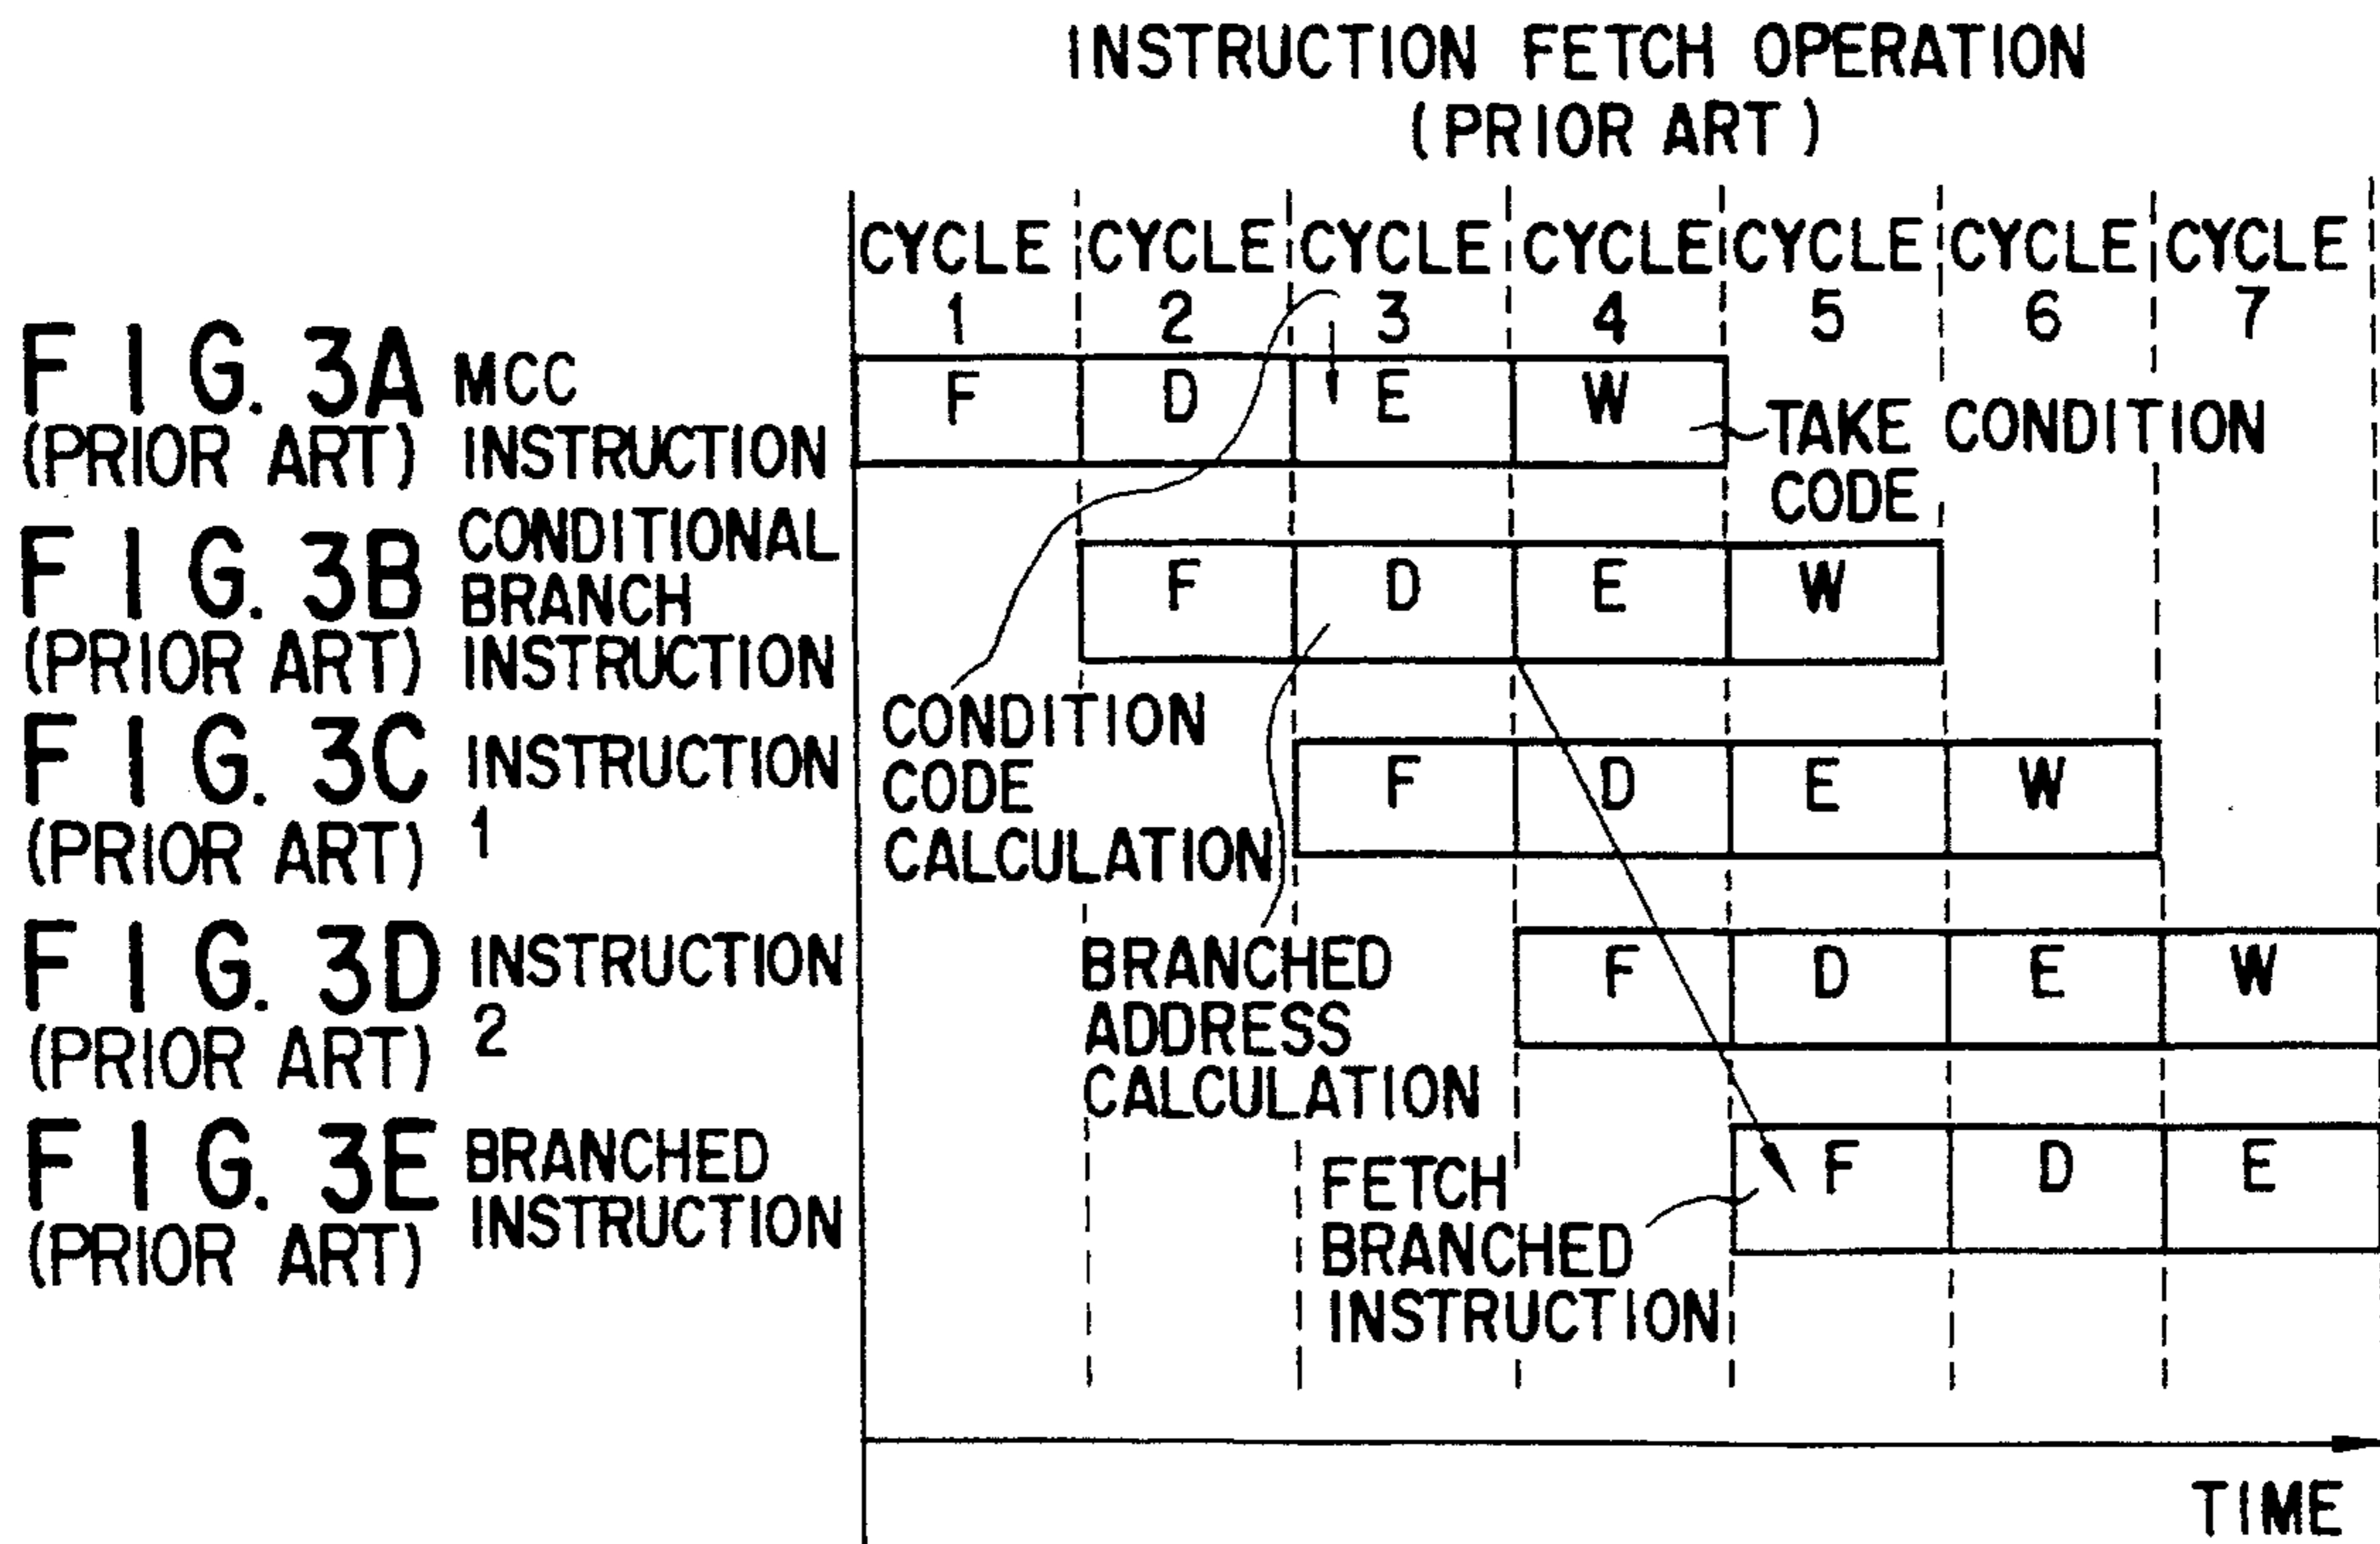 INSTRUCTION FETCH OPERATION
(PRIOR ART)
CYCLE 1 CYCLE 2 CYCLE 3 CYCLE 4 CYCLE 5 CYCLE 6 CYCLE 7
FIG. 3A
(PRIOR ART)
MCC
INSTRUCTION
F D E W
TAKE CONDITION
CODE
FIG. 3B
(PRIOR ART)
CONDITIONAL
BRANCH
INSTRUCTION
F D E W
CONDITION
CODE
CALCULATION
FIG. 3C
(PRIOR ART)
INSTRUCTION
1
F D E W
BRANCHED
ADDRESS
CALCULATION
FIG. 3D
(PRIOR ART)
INSTRUCTION
2
F D E W
FIG. 3E
(PRIOR ART)
BRANCHED
INSTRUCTION
FETCH
BRANCHED
INSTRUCTION
F D E
TIME